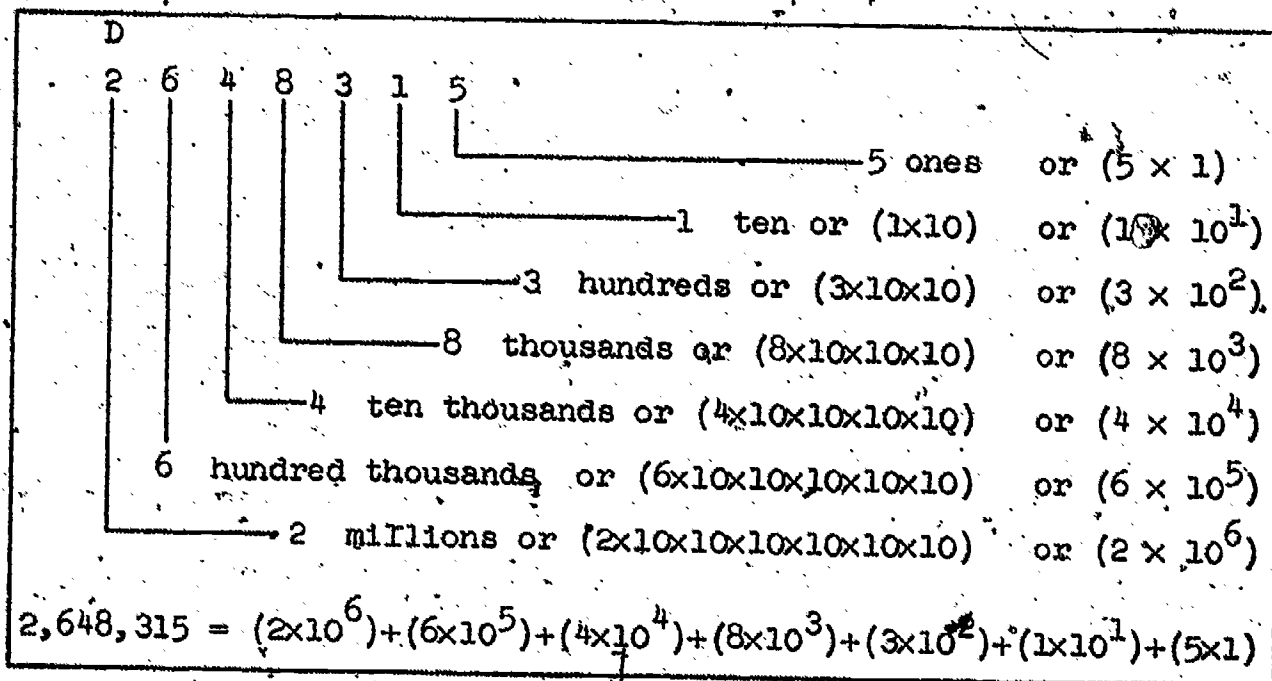 D
2 6 4 8 3 1 5
5 ones or (5 × 1)
1 ten or (1x10) or (1 × 10¹)
3 hundreds or (3x10x10) or (3 × 10²)
8 thousands or (8x10x10x10) or (8 × 10³)
4 ten thousands or (4x10x10x10x10) or (4 × 10⁴)
6 hundred thousands or (6x10x10x10x10x10) or (6 × 10⁵)
2 millions or (2x10x10x10x10x10x10) or (2 × 10⁶)
2,648,315 = (2x10⁶)+(6x10⁵)+(4x10⁴)+(8x10³)+(3x10²)+(1x10¹)+(5x1)